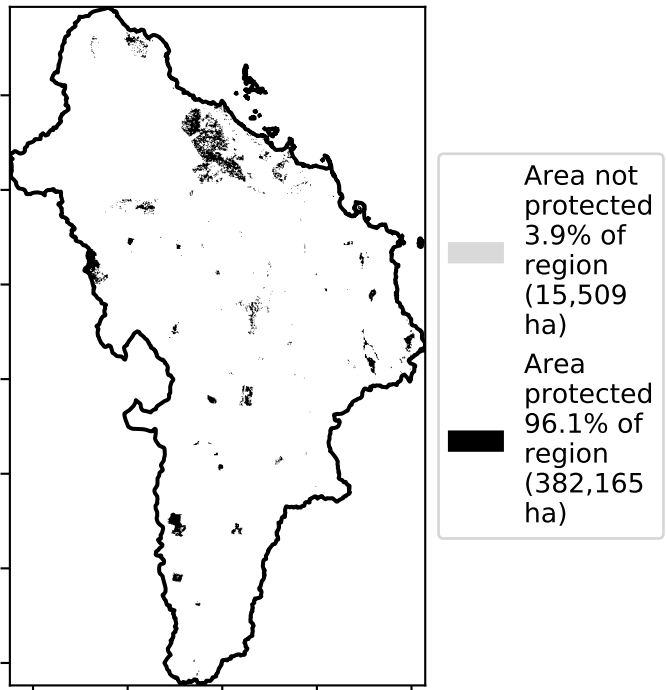 Area not
protected
3.9% of
region
(15,509
ha)
Area
protected
96.1% of
region
(382,165
ha)